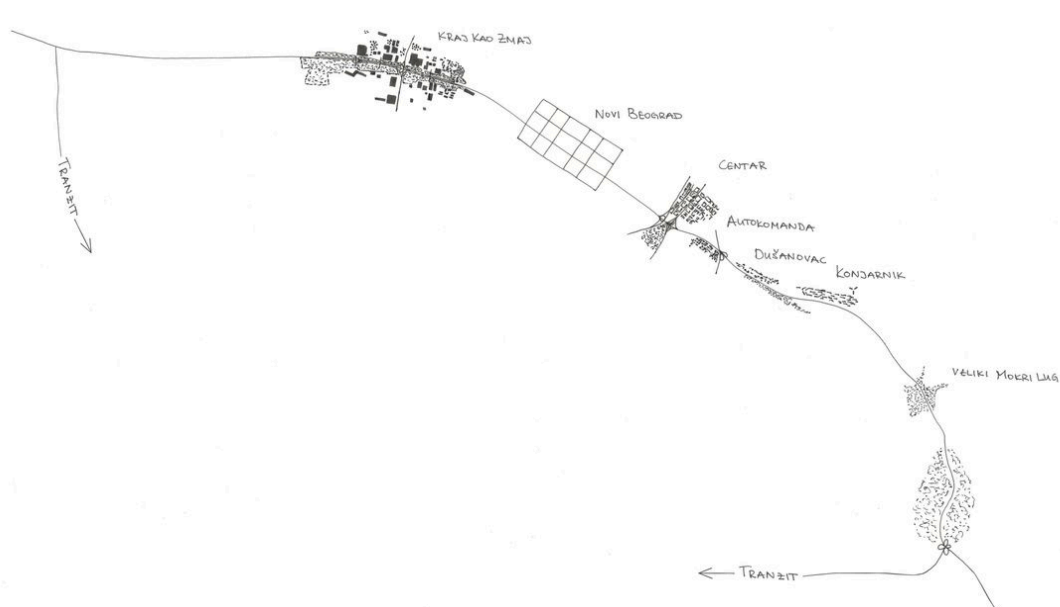 KRAJ KAO ZMAJ
NOVI BEOGRAD
CENTAR
TRANZIT
AUTOKOMANDA
DUŠANOVAC
KONJARNIK
VELIKI MOKRI LUG
TRANZIT